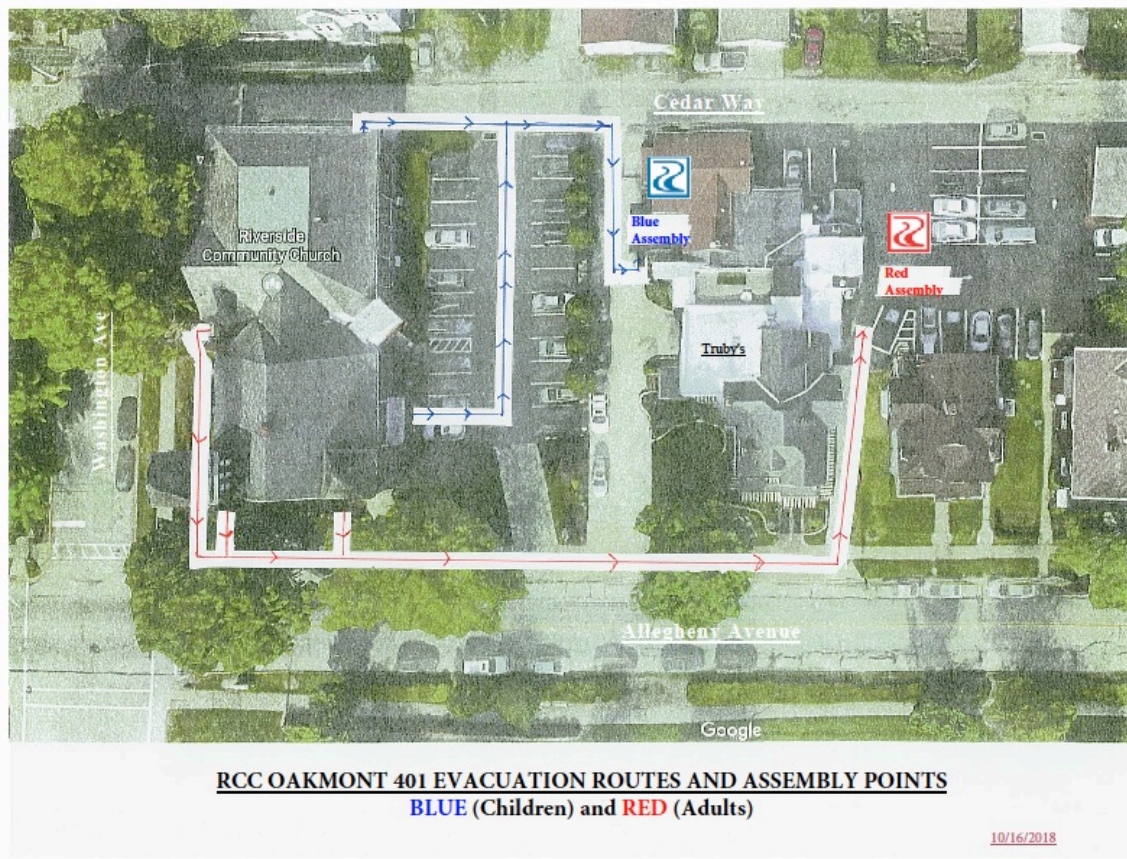 Cedar Way
Blue
Assembly
Riverside
Community Church
Red
Assembly
Truby's
Washington Ave
Allegheny Avenue
Google
RCC OAKMONT 401 EVACUATION ROUTES AND ASSEMBLY POINTS
BLUE (Children) and RED (Adults)
10/16/2018